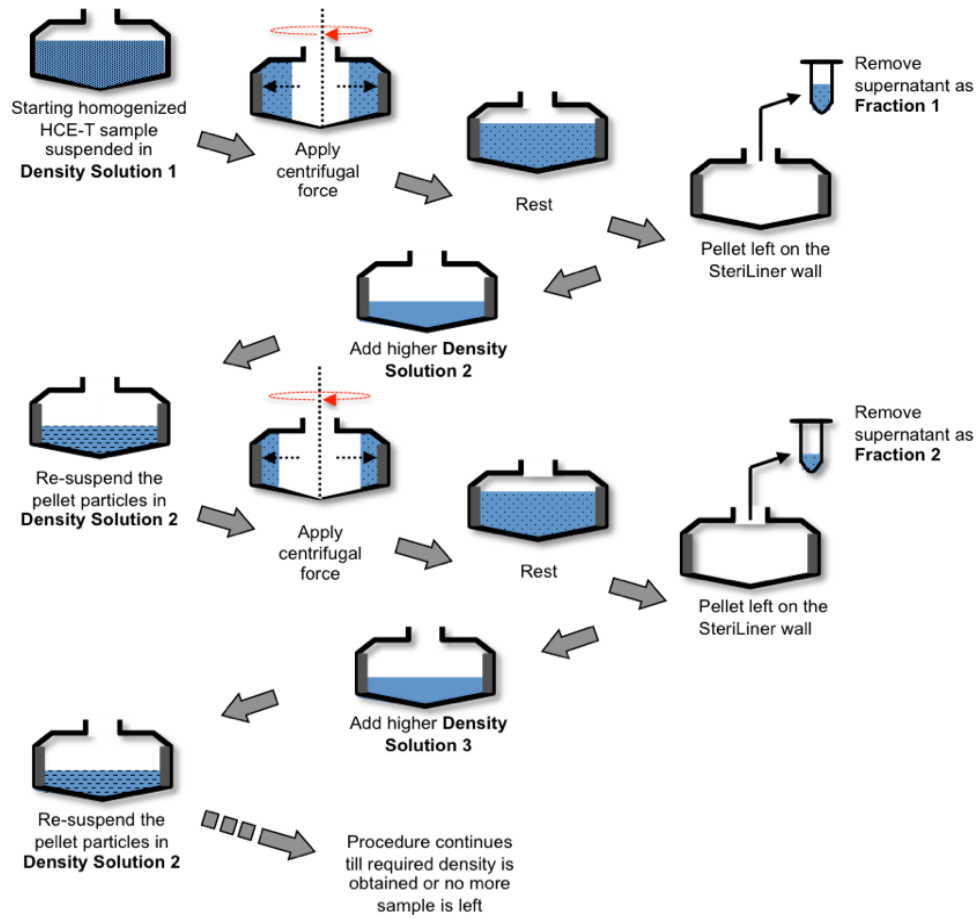 Starting homogenized
HCE-T sample
suspended in
Density Solution 1
Apply
centrifugal
force
Rest
Remove
supernatant as
Fraction 1
Pellet left on the
SteriLiner wall
Add higher Density
Solution 2
Re-suspend the
pellet particles in
Density Solution 2
Apply
centrifugal
force
Rest
Remove
supernatant as
Fraction 2
Pellet left on the
SteriLiner wall
Add higher Density
Solution 3
Re-suspend the
pellet particles in
Density Solution 2
Procedure continues
till required density is
obtained or no more
sample is left